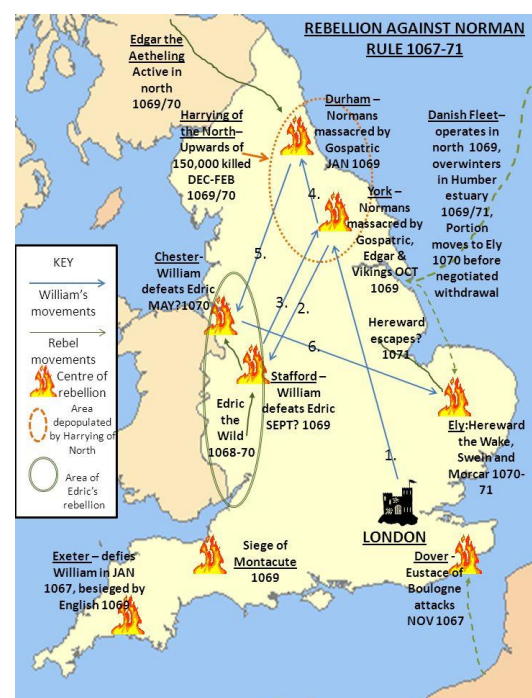 REBELLION AGAINST NORMAN
RULE 1067-71
Edgar the
Aetheling
Active in
north
1069/70
Harrying of
the North–
Upwards of
150,000 killed
DEC-FEB
1069/70
Durham –
Normans
massacred by
Gospatric
JAN 1069
Danish Fleet–
operates in
north 1069,
overwinters
in Humber
estuary
1069/71,
Portion
moves to Ely
1070 before
negotiated
withdrawal
York –
Normans
massacred by
Gospatric,
Edgar &
Vikings OCT
1069
4.
5.
3.
2.
6.
1.
KEY
William's
movements
Rebel
movements
Centre of
rebellion
Area
depopulated
by Harrying of
North
Area of
Edric's
rebellion
Chester-
William
defeats Edric
MAY?1070
Hereward
escapes?
1071
Stafford –
William
defeats Edric
SEPT? 1069
Edric
the
Wild
1068-70
Ely:Hereward
the Wake,
Swein and
Morcar 1070-
71
LONDON
Exeter – defies
William in JAN
1067, besieged by
English 1069
Siege of
Montacute
1069
Dover -
Eustace of
Boulogne
attacks
NOV 1067